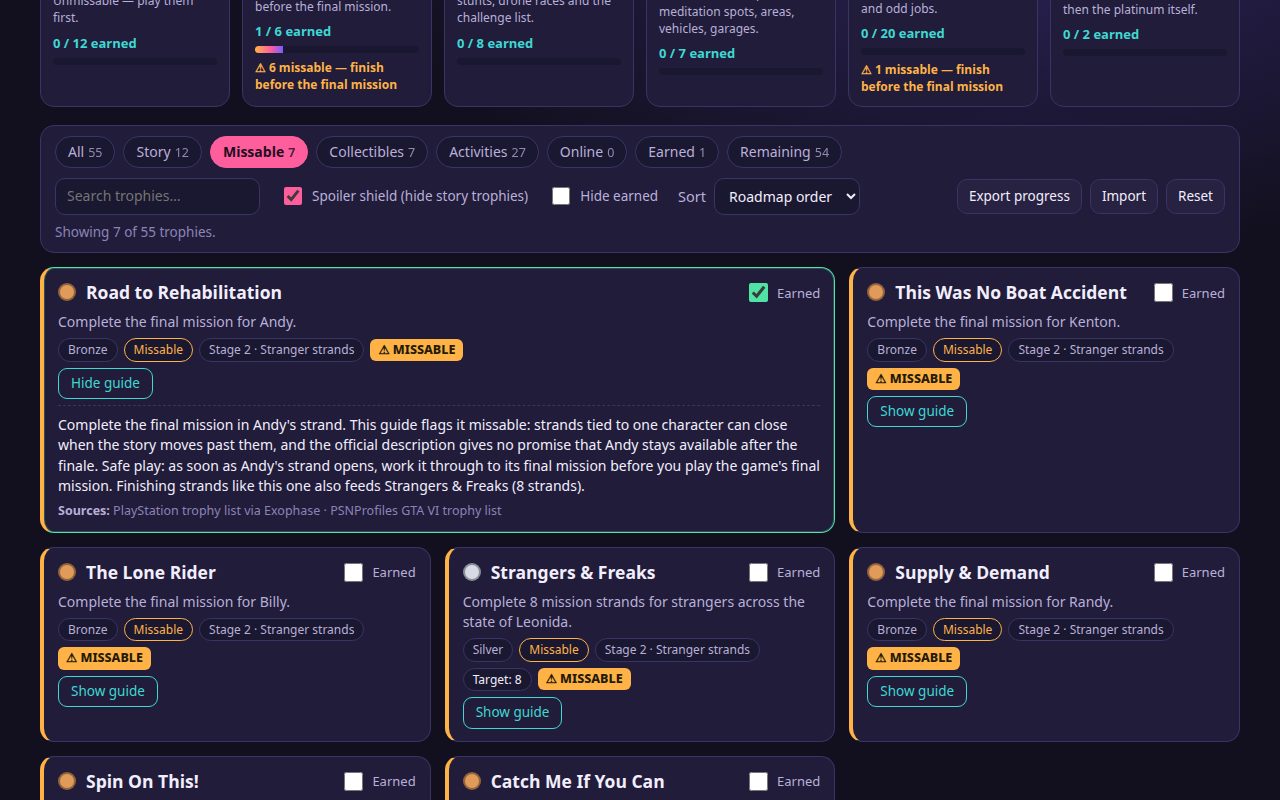 Unmissable — play them
first.
0 / 12 earned
before the final mission.
1 / 6 earned
⚠ 6 missable — finish
before the final mission
stunts, drone races and the
challenge list.
0 / 8 earned
meditation spots, areas,
vehicles, garages.
0 / 7 earned
and odd jobs.
0 / 20 earned
⚠ 1 missable — finish
before the final mission
then the platinum itself.
0 / 2 earned
All 55 Story 12 Missable 7 Collectibles 7 Activities 27 Online 0 Earned 1 Remaining 54
Search trophies... Spoiler shield (hide story trophies) Hide earned Sort Roadmap order Export progress Import Reset
Showing 7 of 55 trophies.
Road to Rehabilitation Earned
Complete the final mission for Andy.
Bronze Missable Stage 2 · Stranger strands ⚠ MISSABLE
Hide guide
Complete the final mission in Andy's strand. This guide flags it missable: strands tied to one character can close
when the story moves past them, and the official description gives no promise that Andy stays available after the
finale. Safe play: as soon as Andy's strand opens, work it through to its final mission before you play the game's final
mission. Finishing strands like this one also feeds Strangers & Freaks (8 strands).
Sources: PlayStation trophy list via Exophase · PSNProfiles GTA VI trophy list
This Was No Boat Accident Earned
Complete the final mission for Kenton.
Bronze Missable Stage 2 · Stranger strands
⚠ MISSABLE
Show guide
The Lone Rider Earned
Complete the final mission for Billy.
Bronze Missable Stage 2 · Stranger strands
⚠ MISSABLE
Show guide
Strangers & Freaks Earned
Complete 8 mission strands for strangers across the
state of Leonida.
Silver Missable Stage 2 · Stranger strands
Target: 8 ⚠ MISSABLE
Show guide
Supply & Demand Earned
Complete the final mission for Randy.
Bronze Missable Stage 2 · Stranger strands
⚠ MISSABLE
Show guide
Spin On This! Earned
Catch Me If You Can Earned